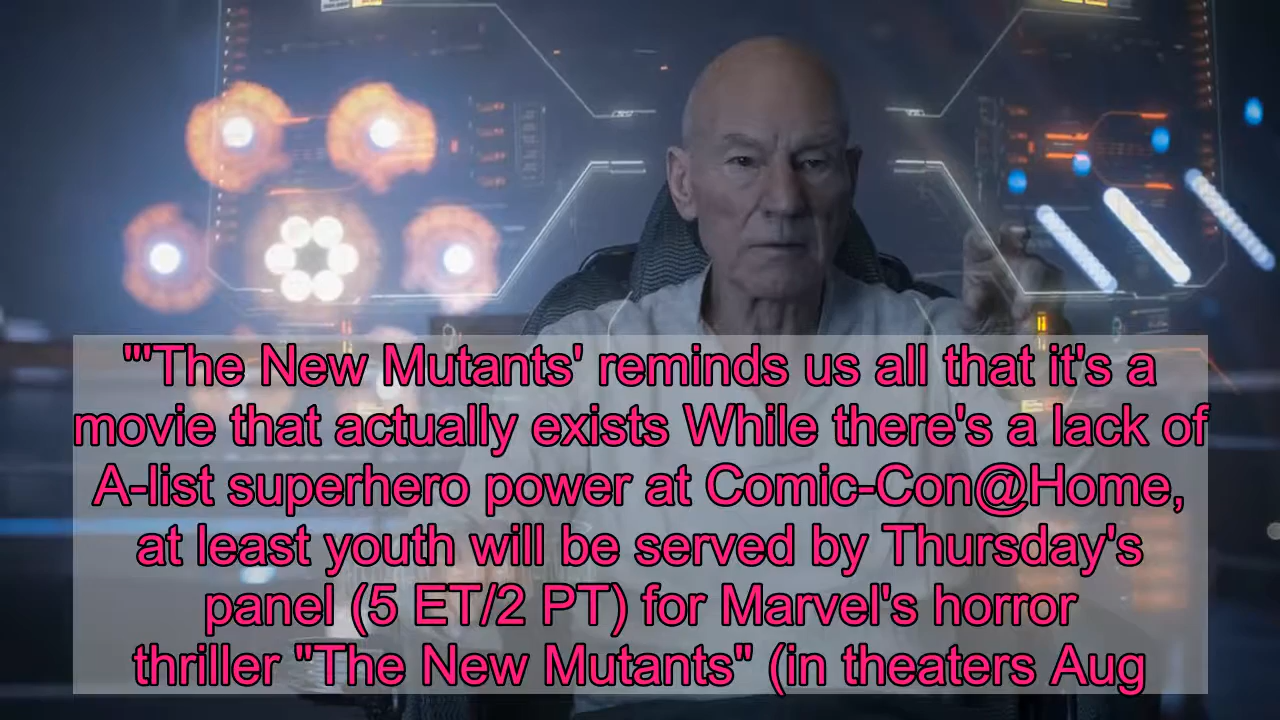 "'The New Mutants' reminds us all that it's a
movie that actually exists While there's a lack of
A-list superhero power at Comic-Con@Home,
at least youth will be served by Thursday's
panel (5 ET/2 PT) for Marvel's horror
thriller "The New Mutants" (in theaters Aug